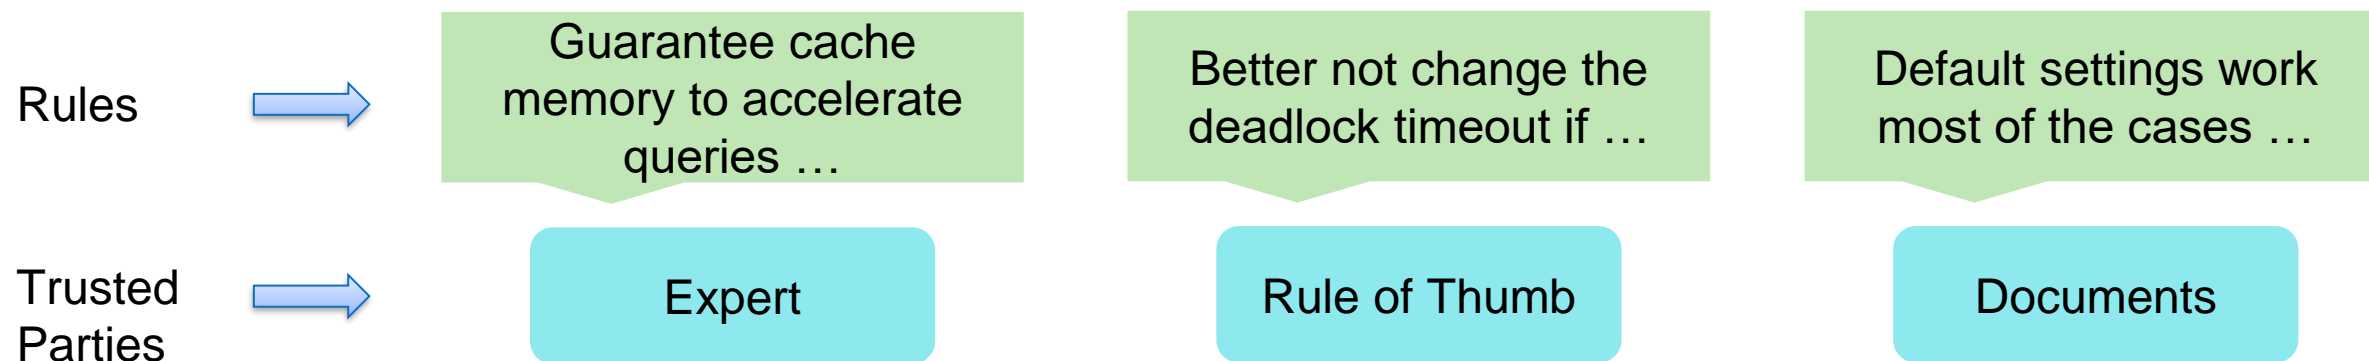 Rules
Guarantee cache
memory to accelerate
queries …
Better not change the
deadlock timeout if …
Default settings work
most of the cases …
Trusted
Parties
Expert
Rule of Thumb
Documents